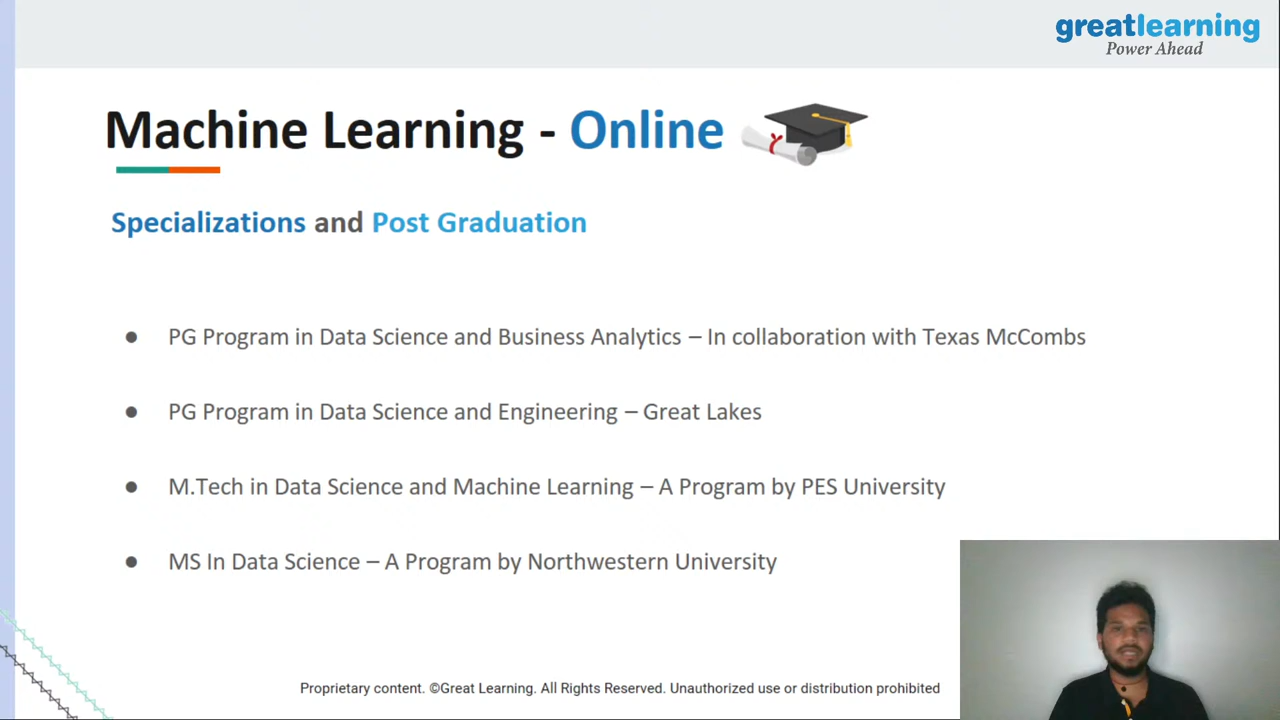 greatlearning
Power Ahead
Machine Learning - Online
Specializations and Post Graduation
● PG Program in Data Science and Business Analytics – In collaboration with Texas McCombs
● PG Program in Data Science and Engineering – Great Lakes
● M.Tech in Data Science and Machine Learning – A Program by PES University
● MS In Data Science – A Program by Northwestern University
Proprietary content. ©Great Learning. All Rights Reserved. Unauthorized use or distribution prohibited